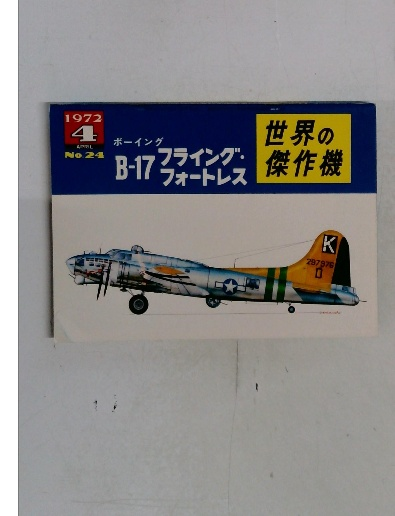 1972
4
APRIL
No.24
ボーイング
B-17 フライング・
フォートレス
世界の
傑作機
K
D